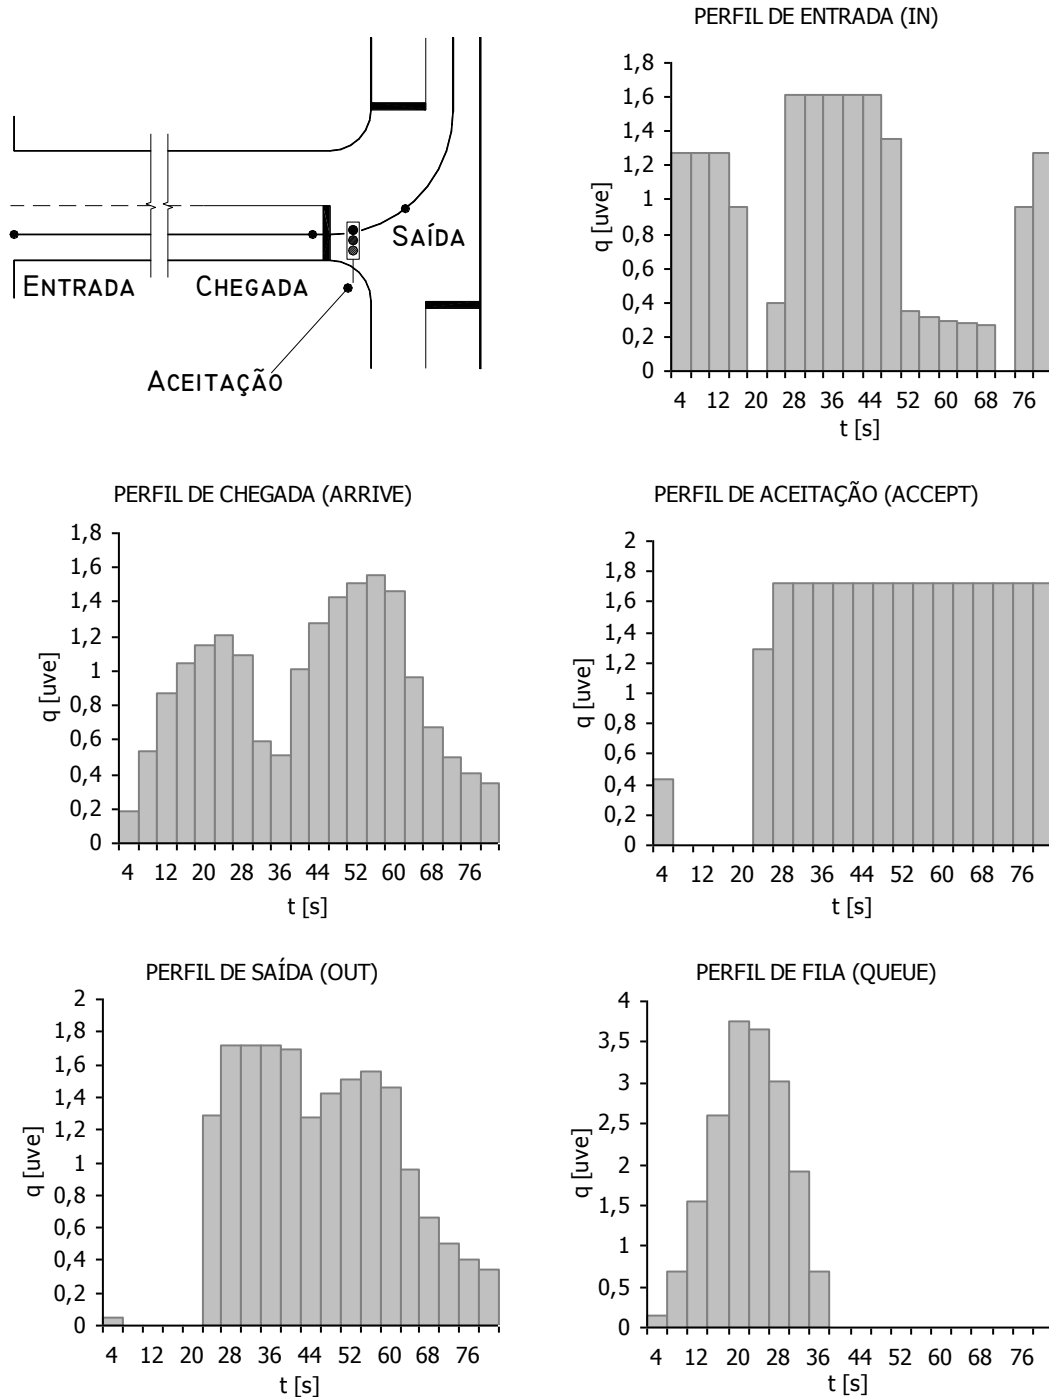 PERFIL DE ENTRADA (IN)
ENTRADA
CHEGADA
SAÍDA
ACEITAÇÃO
1,8
1,6
1,4
1,2
1
0,8
0,6
0,4
0,2
0
q [uve]
4 12 20 28 36 44 52 60 68 76
t [s]
PERFIL DE CHEGADA (ARRIVE)
1,8
1,6
1,4
1,2
1
0,8
0,6
0,4
0,2
0
q [uve]
4 12 20 28 36 44 52 60 68 76
t [s]
PERFIL DE ACEITAÇÃO (ACCEPT)
2
1,8
1,6
1,4
1,2
1
0,8
0,6
0,4
0,2
0
q [uve]
4 12 20 28 36 44 52 60 68 76
t [s]
PERFIL DE SAÍDA (OUT)
2
1,8
1,6
1,4
1,2
1
0,8
0,6
0,4
0,2
0
q [uve]
4 12 20 28 36 44 52 60 68 76
t [s]
PERFIL DE FILA (QUEUE)
4
3,5
3
2,5
2
1,5
1
0,5
0
q [uve]
4 12 20 28 36 44 52 60 68 76
t [s]